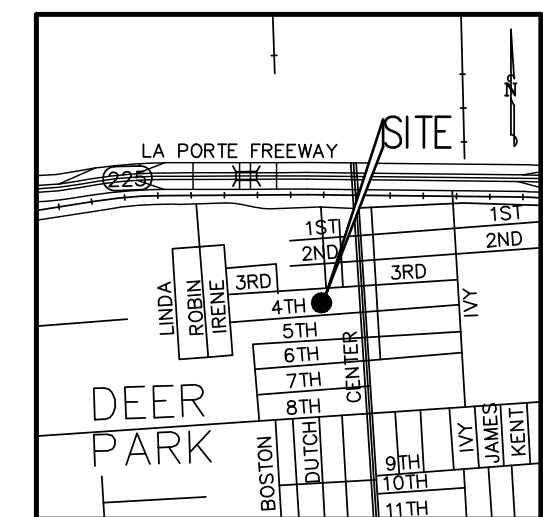 N
SITE
LA PORTE FREEWAY
225
1ST
1ST
2ND
2ND
3RD
3RD
LINDA
ROBIN
IRENE
4TH
IVY
5TH
6TH
CENTER
7TH
8TH
DEER
PARK
BOSTON
DUTCH
IVY
JAMES
KENT
9TH
10TH
11TH